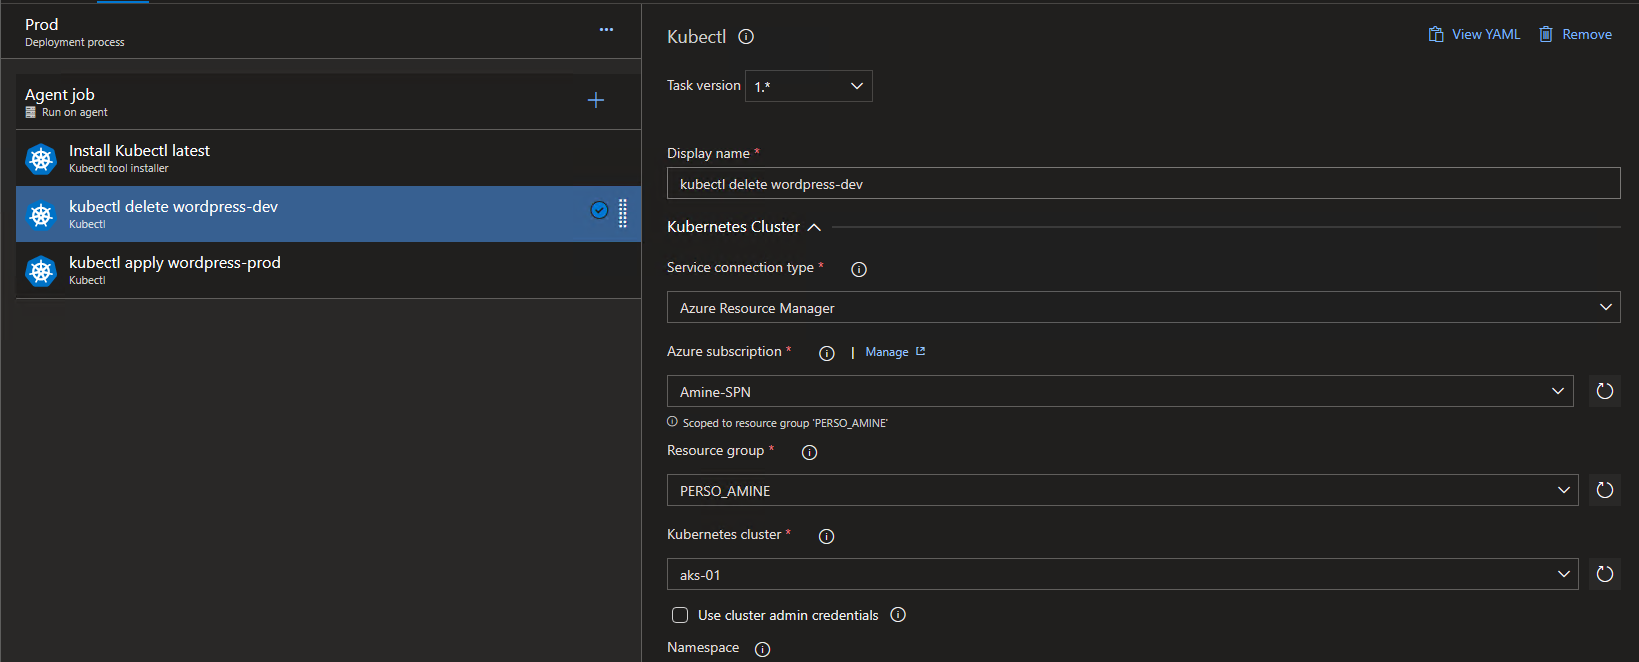 Prod
Deployment process
Agent job
Run on agent
Install Kubectl latest
Kubectl tool installer
kubectl delete wordpress-dev
Kubectl
kubectl apply wordpress-prod
Kubectl
Kubectl
View YAML
Remove
Task version 1.*
Display name *
kubectl delete wordpress-dev
Kubernetes Cluster
Service connection type *
Azure Resource Manager
Azure subscription * | Manage
Amine-SPN
Scoped to resource group 'PERSO_AMINE'
Resource group *
PERSO_AMINE
Kubernetes cluster *
aks-01
Use cluster admin credentials
Namespace